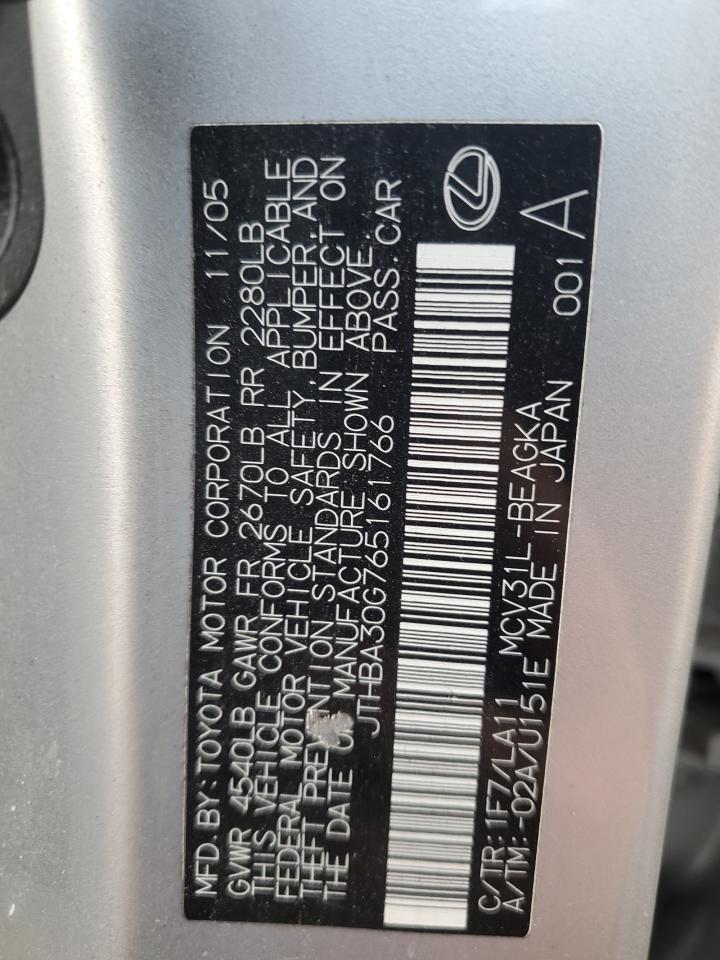 MFD. BY: TOYOTA MOTOR CORPORATION 11/05
GVWR 4540LB GAWR FR 2670LB RR 2280LB
THIS VEHICLE CONFORMS TO ALL APPLICABLE
FEDERAL MOTOR VEHICLE SAFETY, BUMPER, AND
THEFT PREVENTION STANDARDS IN EFFECT ON
THE DATE OF MANUFACTURE SHOWN ABOVE.
JTHBA30G765161766 PASS. CAR
C/TR: 1F7/LA11 MCV31L-BEAGKA
A/TM: -02A/U151E MADE IN JAPAN
001 A